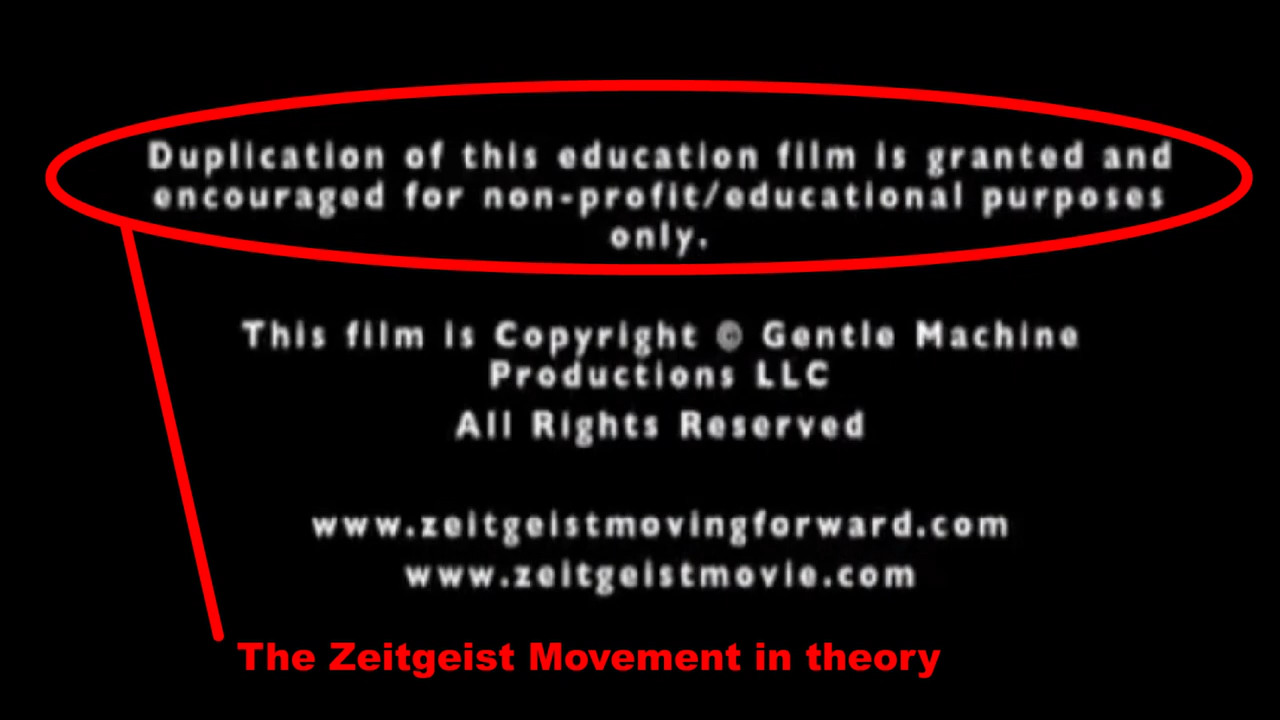 Duplication of this education film is granted and
encouraged for non-profit/educational purposes
only.
This film is Copyright © Gentle Machine
Productions LLC
All Rights Reserved
www.zeitgeistmovingforward.com
www.zeitgeistmovie.com
The Zeitgeist Movement in theory